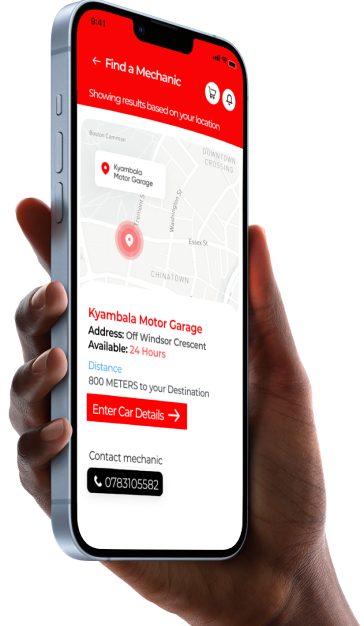 9:41
← Find a Mechanic
Showing results based on your location
Boston Common
DOWNTOWN
CROSSING
Kyambala
Motor Garage
Tremont St
Washington St
Essex St
CHINATOWN
Kyambala Motor Garage
Address: Off Windsor Crescent
Available: 24 Hours
Distance
800 METERS to your Destination
Enter Car Details →
Contact mechanic
0783105582